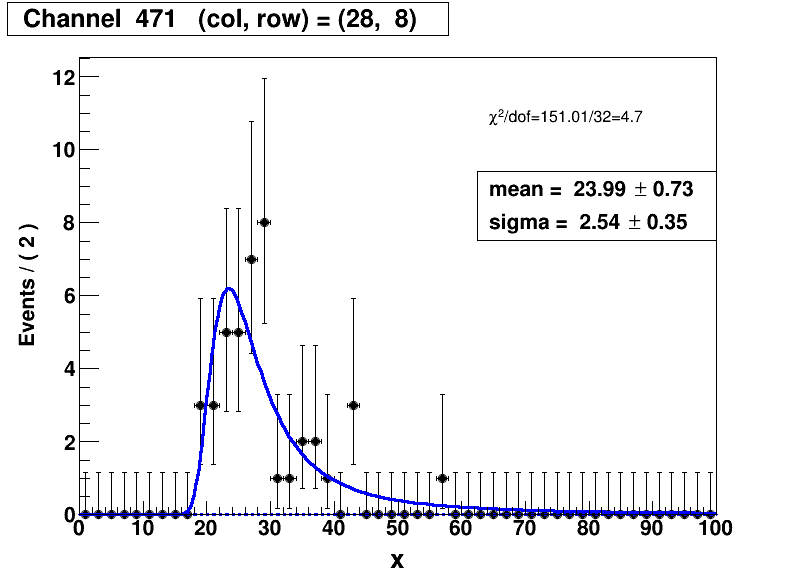 Channel 471 (col, row) = (28, 8)
χ²/dof=151.01/32=4.7
mean = 23.99 ± 0.73
sigma = 2.54 ± 0.35
Events / ( 2 )
12
10
8
6
4
2
0
0 10 20 30 40 50 60 70 80 90 100
x